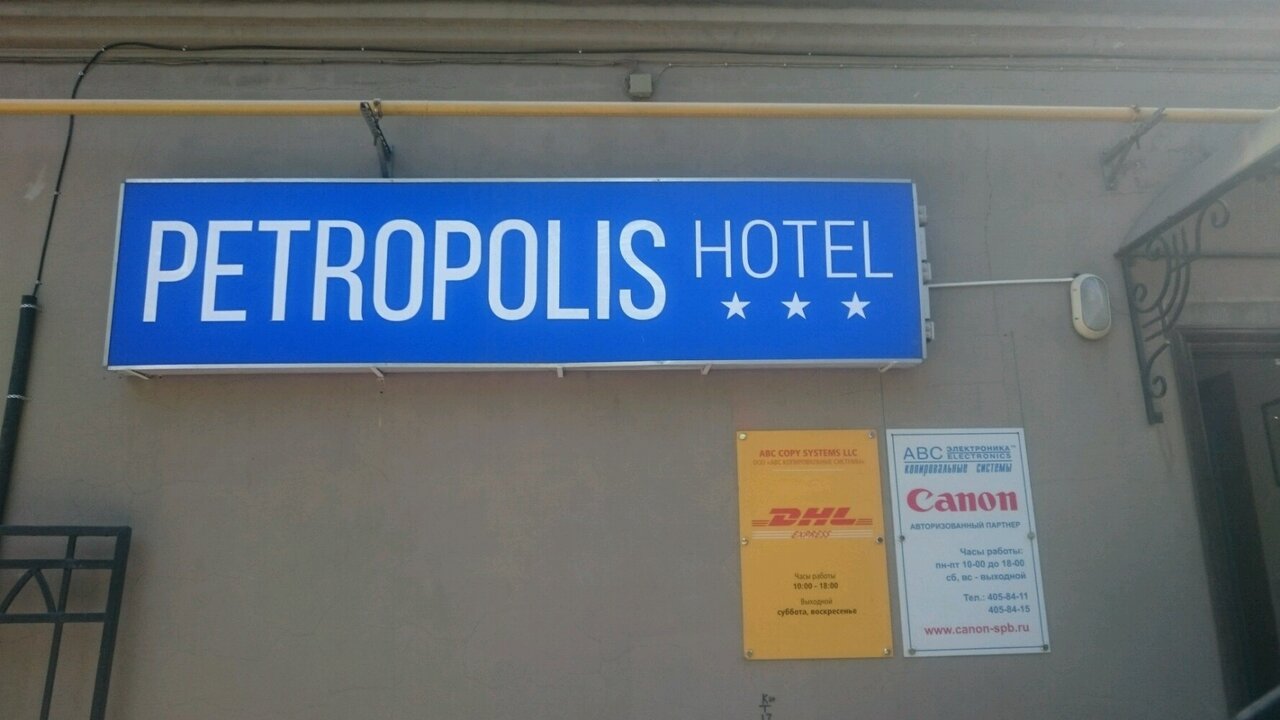 PETROPOLIS HOTEL
ABC COPY SYSTEMS LLC
ООО «АВС КОПИРОВАЛЬНЫЕ СИСТЕМЫ»
DHL
EXPRESS
Часы работы
10:00 - 18:00
Выходной
суббота, воскресенье
ABC ЭЛЕКТРОНИКА™
ELECTRONICS
копировальные системы
Canon
АВТОРИЗОВАННЫЙ ПАРТНЕР
Часы работы:
пн-пт 10-00 до 18-00
сб, вс - выходной
Тел.: 405-84-11
405-84-15
www.canon-spb.ru